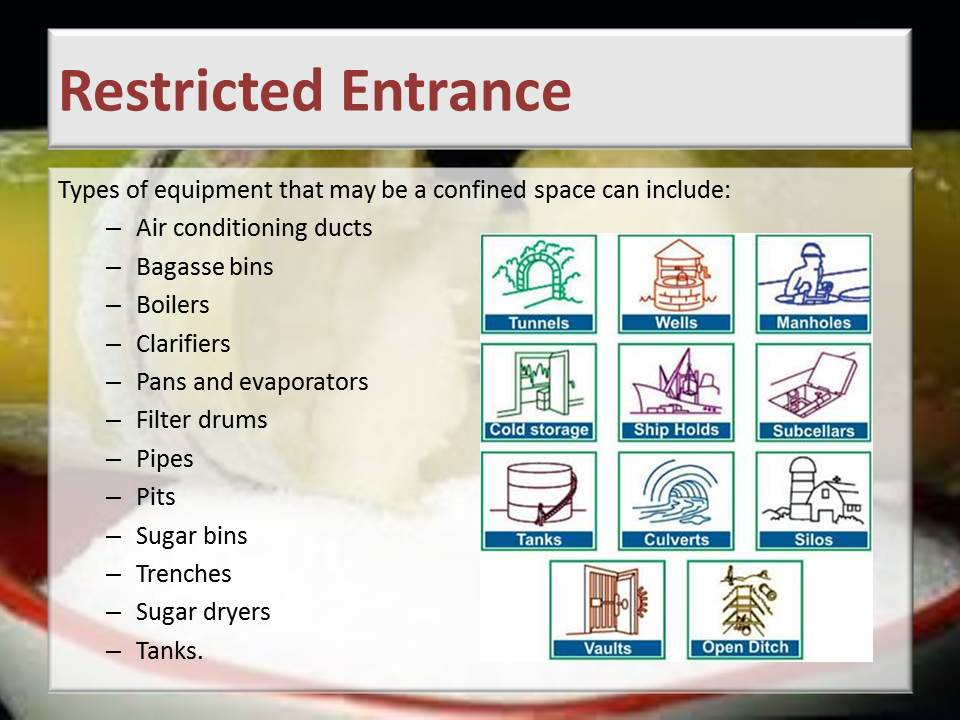 Restricted Entrance
Types of equipment that may be a confined space can include:
– Air conditioning ducts
– Bagasse bins
– Boilers
– Clarifiers
– Pans and evaporators
– Filter drums
– Pipes
– Pits
– Sugar bins
– Trenches
– Sugar dryers
– Tanks.
Tunnels
Wells
Manholes
Cold storage
Ship Holds
Subcellars
Tanks
Culverts
Silos
Vaults
Open Ditch